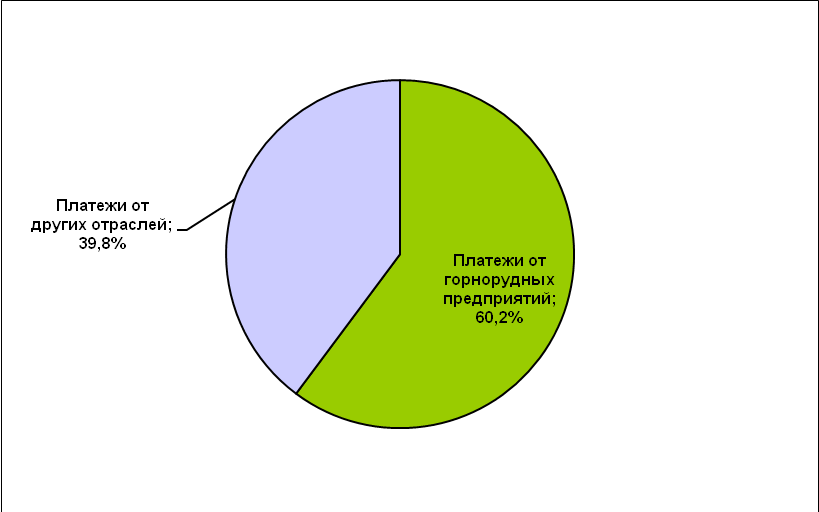 Платежи от
других отраслей;
39,8%
Платежи от
горнорудных
предприятий;
60,2%